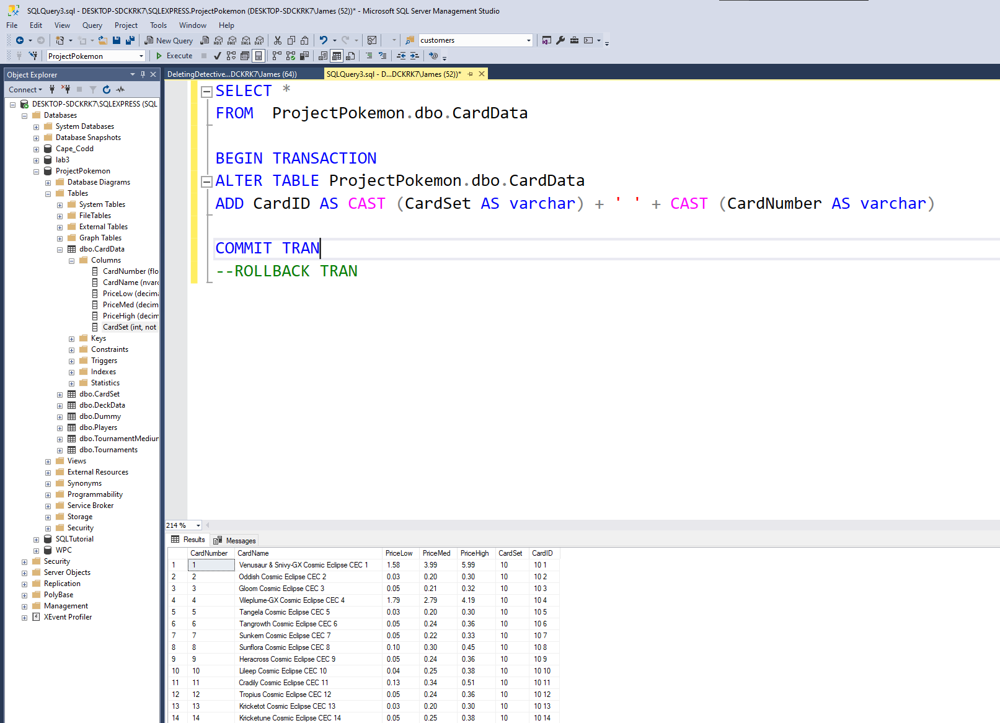 SQLQuery3.sql - DESKTOP-SDCKRK7\SQLEXPRESS.ProjectPokemon (DESKTOP-SDCKRK7\James (52))* - Microsoft SQL Server Management Studio
File Edit View Query Project Tools Window Help
New Query MDX DMX XMLA DAX customers
ProjectPokemon Execute
Object Explorer
Connect
DESKTOP-SDCKRK7\SQLEXPRESS (SQL
Databases
System Databases
Database Snapshots
Cape_Codd
lab3
ProjectPokemon
Database Diagrams
Tables
System Tables
FileTables
External Tables
Graph Tables
dbo.CardData
Columns
CardNumber (flo
CardName (nvarc
PriceLow (decima
PriceMed (decim
PriceHigh (decim
CardSet (int, not
Keys
Constraints
Triggers
Indexes
Statistics
dbo.CardSet
dbo.DeckData
dbo.Dummy
dbo.Players
dbo.TournamentMediun
dbo.Tournaments
Views
External Resources
Synonyms
Programmability
Service Broker
Storage
Security
SQLTutorial
WPC
Security
Server Objects
Replication
PolyBase
Management
XEvent Profiler
DeletingDetective...DCKRK7\James (64)) SQLQuery3.sql - D...DCKRK7\James (52))*
SELECT *
FROM ProjectPokemon.dbo.CardData
BEGIN TRANSACTION
ALTER TABLE ProjectPokemon.dbo.CardData
ADD CardID AS CAST (CardSet AS varchar) + ' ' + CAST (CardNumber AS varchar)
COMMIT TRAN
--ROLLBACK TRAN
214 %
Results Messages
CardNumber CardName PriceLow PriceMed PriceHigh CardSet CardID
1 1 Venusaur & Snivy-GX Cosmic Eclipse CEC 1 1.58 3.99 5.99 10 10 1
2 2 Oddish Cosmic Eclipse CEC 2 0.03 0.20 0.30 10 10 2
3 3 Gloom Cosmic Eclipse CEC 3 0.05 0.21 0.32 10 10 3
4 4 Vileplume-GX Cosmic Eclipse CEC 4 1.79 2.79 4.19 10 10 4
5 5 Tangela Cosmic Eclipse CEC 5 0.03 0.20 0.30 10 10 5
6 6 Tangrowth Cosmic Eclipse CEC 6 0.05 0.24 0.36 10 10 6
7 7 Sunkern Cosmic Eclipse CEC 7 0.05 0.22 0.33 10 10 7
8 8 Sunflora Cosmic Eclipse CEC 8 0.10 0.30 0.45 10 10 8
9 9 Heracross Cosmic Eclipse CEC 9 0.05 0.24 0.36 10 10 9
10 10 Lileep Cosmic Eclipse CEC 10 0.04 0.25 0.38 10 10 10
11 11 Cradily Cosmic Eclipse CEC 11 0.13 0.34 0.51 10 10 11
12 12 Tropius Cosmic Eclipse CEC 12 0.05 0.24 0.36 10 10 12
13 13 Kricketot Cosmic Eclipse CEC 13 0.03 0.20 0.30 10 10 13
14 14 Kricketune Cosmic Eclipse CEC 14 0.05 0.25 0.38 10 10 14